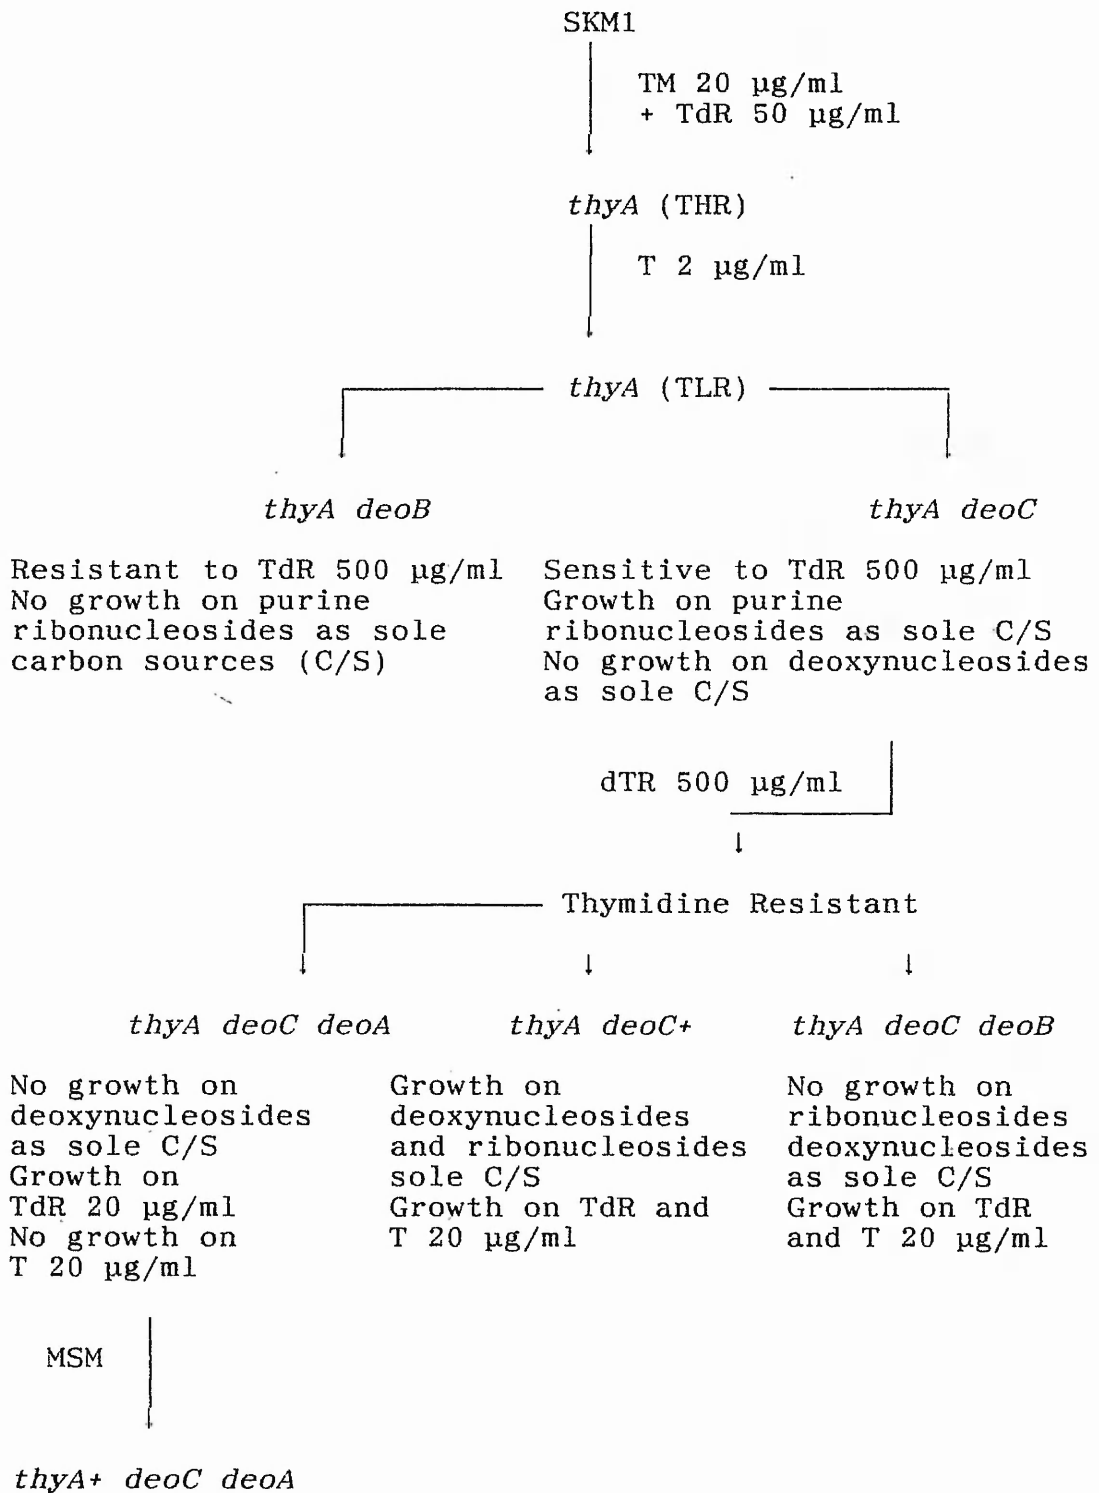 SKM1
TM 20 µg/ml
+ TdR 50 µg/ml
thyA (THR)
T 2 µg/ml
thyA (TLR)
thyA deoB
Resistant to TdR 500 µg/ml
No growth on purine
ribonucleosides as sole
carbon sources (C/S)
thyA deoC
Sensitive to TdR 500 µg/ml
Growth on purine
ribonucleosides as sole C/S
No growth on deoxynucleosides
as sole C/S
dTR 500 µg/ml
Thymidine Resistant
thyA deoC deoA
No growth on
deoxynucleosides
as sole C/S
Growth on
TdR 20 µg/ml
No growth on
T 20 µg/ml
thyA deoC+
Growth on
deoxynucleosides
and ribonucleosides
sole C/S
Growth on TdR and
T 20 µg/ml
thyA deoC deoB
No growth on
ribonucleosides
deoxynucleosides
as sole C/S
Growth on TdR
and T 20 µg/ml
MSM
thyA+ deoC deoA